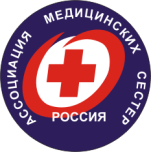 АССОЦИАЦИЯ МЕДИЦИНСКИХ СЕСТЕР
РОССИЯ